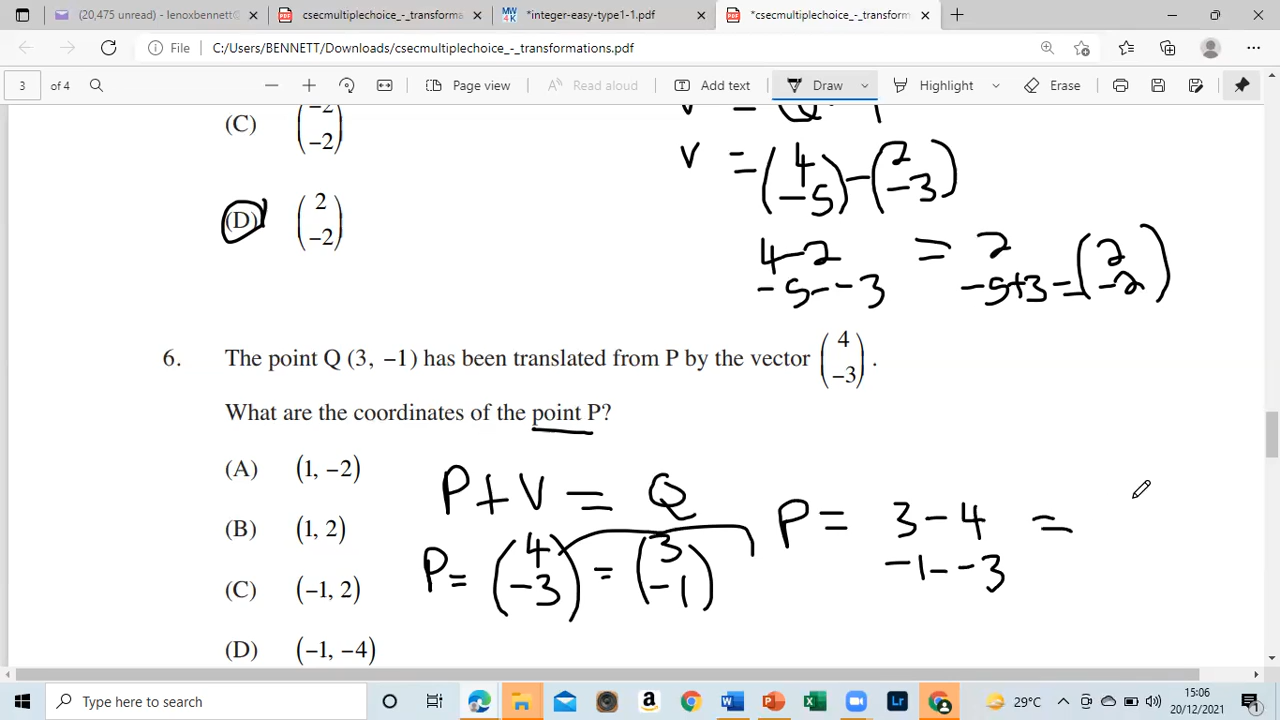 (20,475 unread) - lenoxbennett
csecmultiplechoice_-_transforma
*integer-easy-type1-1.pdf
*csecmultiplechoice_-_transform
File
C:/Users/BENNETT/Downloads/csecmultiplechoice_-_transformations.pdf
3 of 4
Page view
Read aloud
Add text
Draw
Highlight
Erase
(C) (-2
-2)
(D) (2
-2)
V = (4
-5) - (2
-3)
4-2 = 2
-5--3 -5+3 = (2
-2)
6. The point Q (3, −1) has been translated from P by the vector (4
−3).
What are the coordinates of the point P?
(A) (1, −2)
(B) (1, 2)
(C) (−1, 2)
(D) (−1, −4)
P + V = Q
P = (4
-3) = (3
-1)
P = 3 - 4 =
-1--3
Type here to search
29°C
15:06
20/12/2021